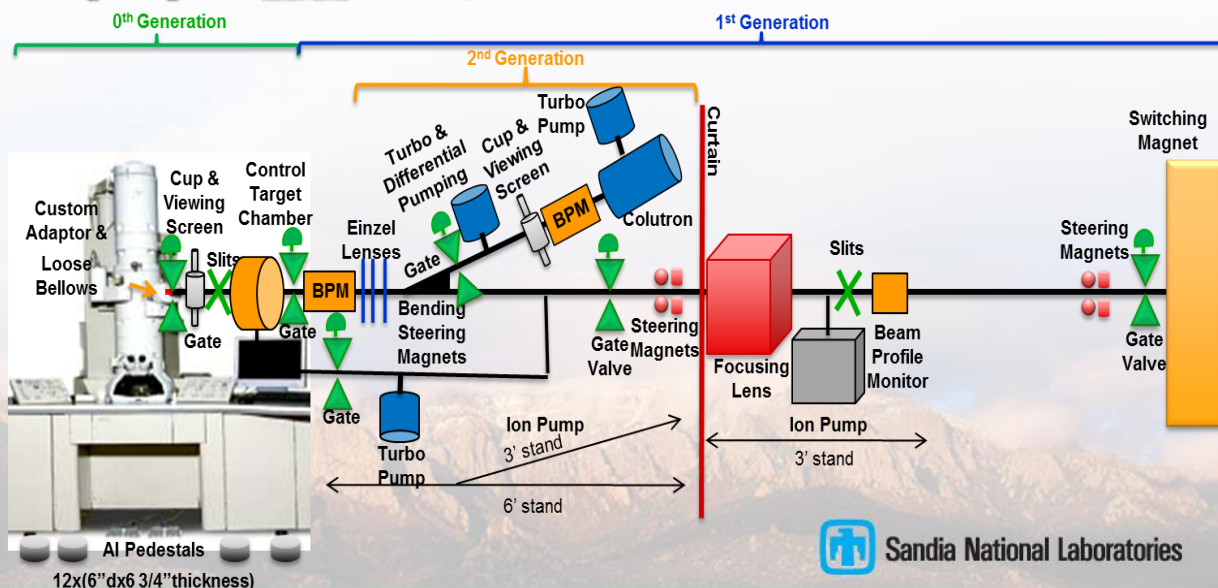 0th Generation
1st Generation
2nd Generation
Turbo
Pump
Curtain
Switching
Magnet
Turbo &
Differential
Pumping
Cup &
Viewing
Screen
BPM
Colutron
Control
Target
Chamber
Cup &
Viewing
Screen
Custom
Adaptor &
Loose
Bellows
Slits
Einzel
Lenses
Gate
BPM
Gate
Gate
Bending
Steering
Magnets
Gate
Turbo
Pump
Gate
Valve
Steering
Magnets
Focusing
Lens
Slits
Beam
Profile
Monitor
Steering
Magnets
Gate
Valve
Ion Pump
3' stand
6' stand
Ion Pump
3' stand
Al Pedestals
12x(6”dx6 3/4”thickness)
Sandia National Laboratories